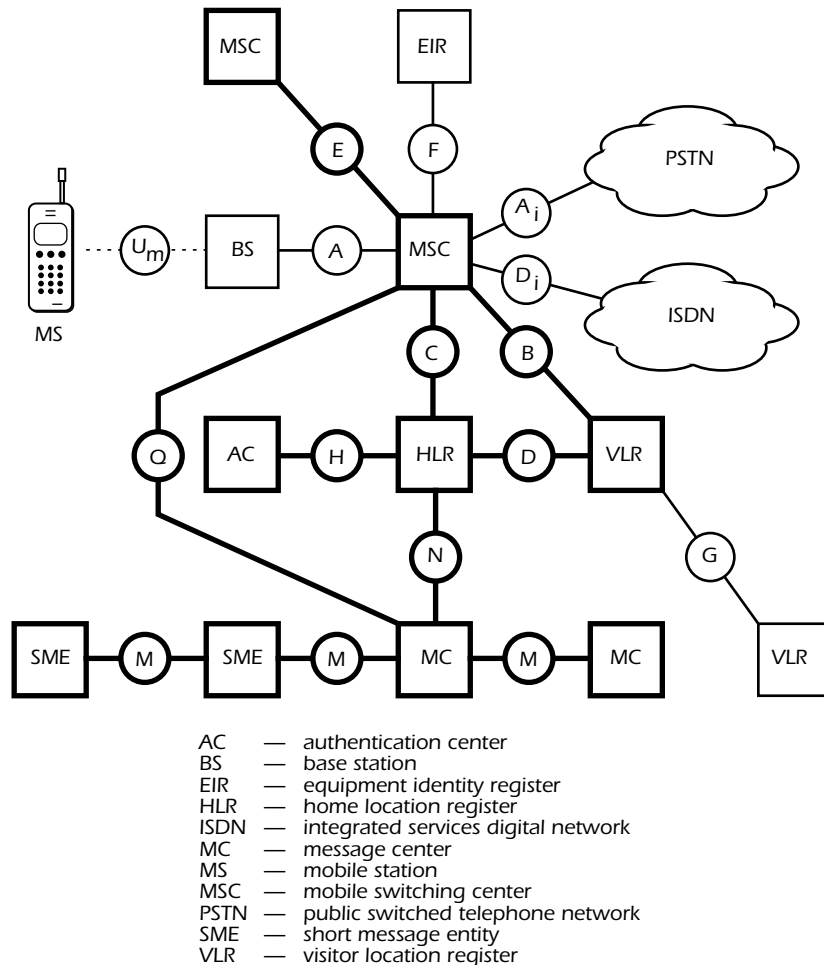 MSC EIR
E F PSTN
A i
U m BS A MSC
D i
MS ISDN
C B
Q AC H HLR D VLR
N G
SME M SME M MC M MC VLR
AC — authentication center
BS — base station
EIR — equipment identity register
HLR — home location register
ISDN — integrated services digital network
MC — message center
MS — mobile station
MSC — mobile switching center
PSTN — public switched telephone network
SME — short message entity
VLR — visitor location register